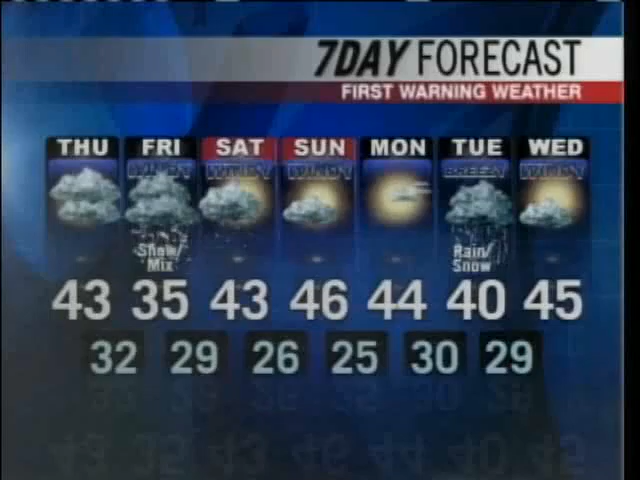 7DAY FORECAST
FIRST WARNING WEATHER
THU FRI SAT SUN MON TUE WED
WINDY WINDY WINDY BREEZY WINDY
Snow/ Rain/
Mix Snow
43 35 43 46 44 40 45
32 29 26 25 30 29